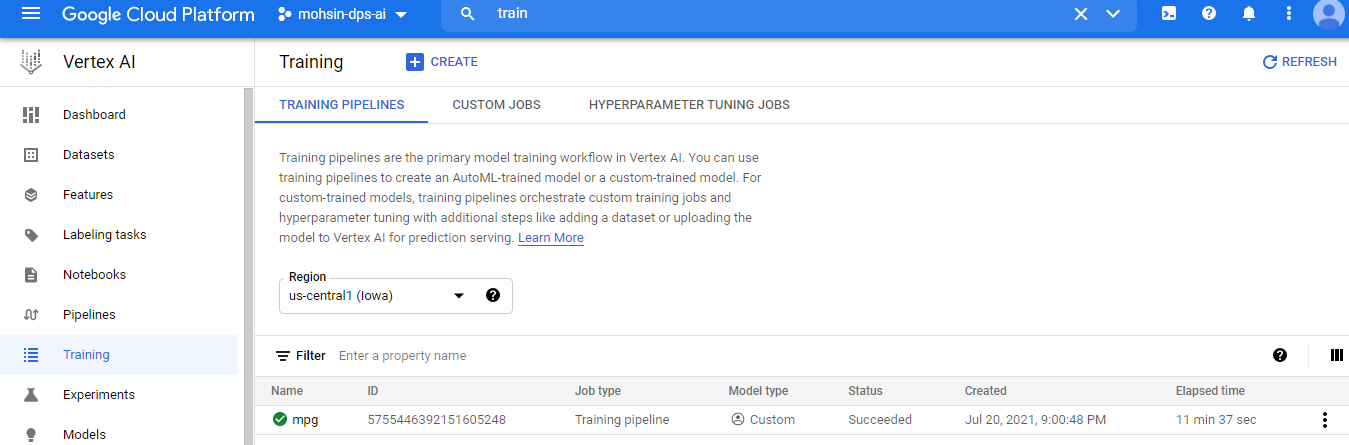 Google Cloud Platform mohsin-dps-ai train
Vertex AI
Training CREATE REFRESH
Dashboard
Datasets
Features
Labeling tasks
Notebooks
Pipelines
Training
Experiments
Models
TRAINING PIPELINES CUSTOM JOBS HYPERPARAMETER TUNING JOBS
Training pipelines are the primary model training workflow in Vertex AI. You can use
training pipelines to create an AutoML-trained model or a custom-trained model. For
custom-trained models, training pipelines orchestrate custom training jobs and
hyperparameter tuning with additional steps like adding a dataset or uploading the
model to Vertex AI for prediction serving. Learn More
Region
us-central1 (Iowa)
Filter Enter a property name
Name ID Job type Model type Status Created Elapsed time
mpg 5755446392151605248 Training pipeline Custom Succeeded Jul 20, 2021, 9:00:48 PM 11 min 37 sec